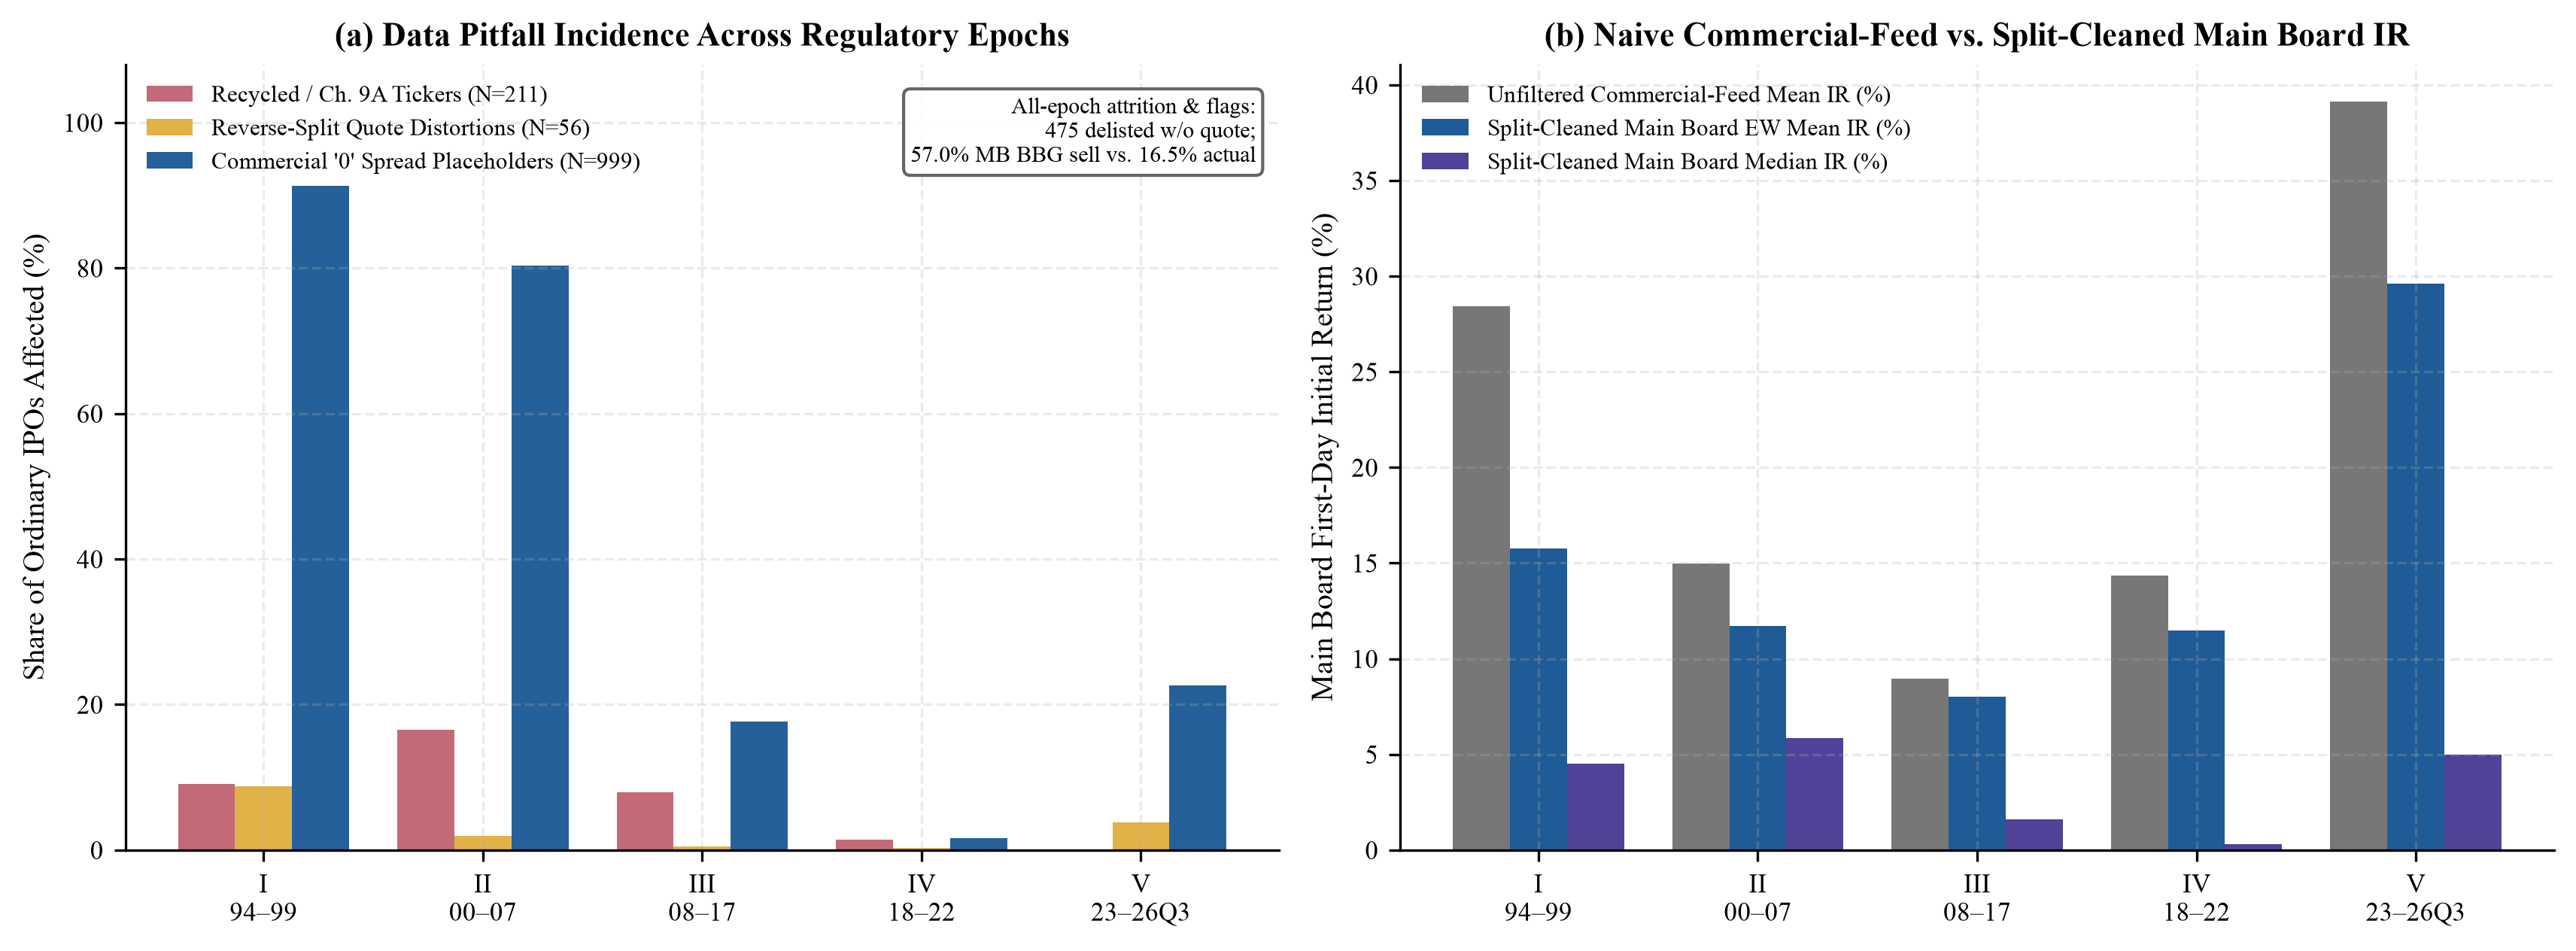 (a) Data Pitfall Incidence Across Regulatory Epochs
Recycled / Ch. 9A Tickers (N=211)
Reverse-Split Quote Distortions (N=56)
Commercial '0' Spread Placeholders (N=999)
All-epoch attrition & flags:
475 delisted w/o quote;
57.0% MB BBG sell vs. 16.5% actual
Share of Ordinary IPOs Affected (%)
100
80
60
40
20
0
I
94–99
II
00–07
III
08–17
IV
18–22
V
23–26Q3
(b) Naive Commercial-Feed vs. Split-Cleaned Main Board IR
Unfiltered Commercial-Feed Mean IR (%)
Split-Cleaned Main Board EW Mean IR (%)
Split-Cleaned Main Board Median IR (%)
Main Board First-Day Initial Return (%)
40
35
30
25
20
15
10
5
0
I
94–99
II
00–07
III
08–17
IV
18–22
V
23–26Q3